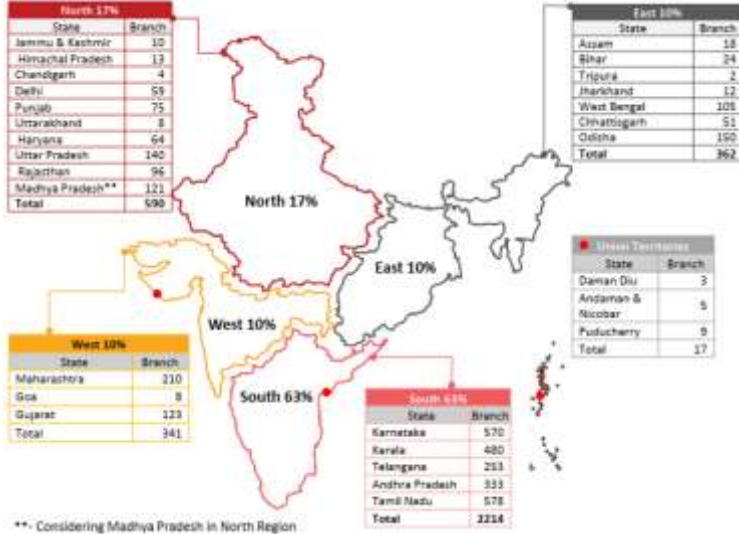 North 17%
State Branch
Jammu & Kashmir 10
Himachal Pradesh 13
Chandigarh 4
Delhi 59
Punjab 75
Uttarakhand 8
Haryana 64
Uttar Pradesh 140
Rajasthan 96
Madhya Pradesh** 121
Total 590
East 10%
State Branch
Assam 18
Bihar 24
Tripura 2
Jharkhand 12
West Bengal 105
Chhattisgarh 51
Odisha 150
Total 362
North 17%
East 10%
West 10%
South 63%
Union Territories
State Branch
Daman Diu 3
Andaman &
Nicobar 5
Puducherry 9
Total 17
West 10%
State Branch
Maharashtra 210
Goa 8
Gujarat 123
Total 341
South 63%
State Branch
Karnataka 570
Kerala 480
Telangana 253
Andhra Pradesh 333
Tamil Nadu 578
Total 2214
**- Considering Madhya Pradesh in North Region